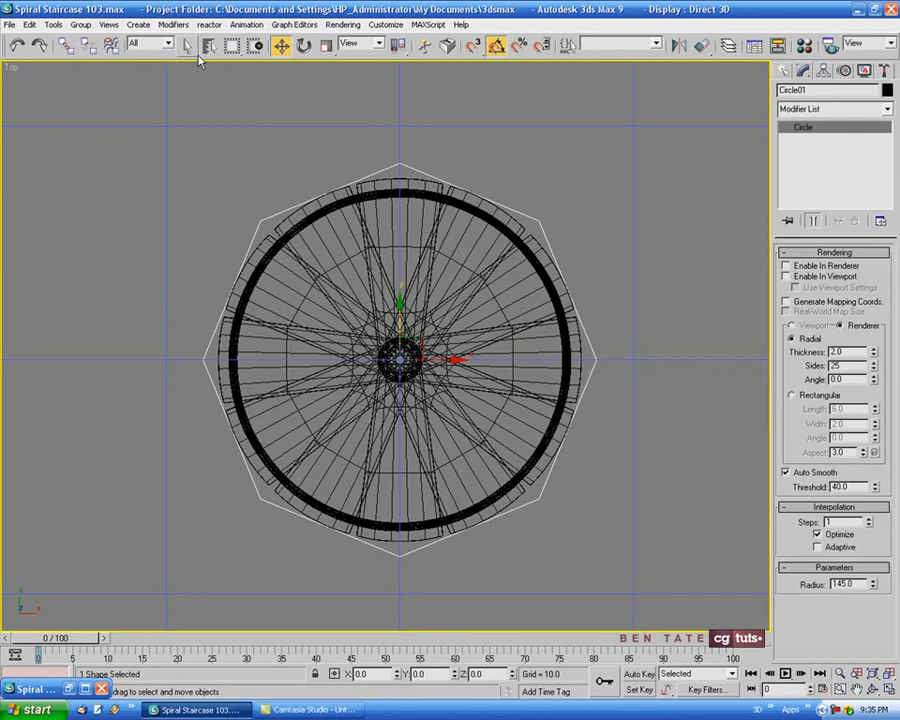 Spiral Staircase 103.max - Project Folder: C:\Documents and Settings\HP_Administrator\My Documents\3dsmax - Autodesk 3ds Max 9 - Display : Direct 3D
File Edit Tools Group Views Create Modifiers reactor Animation Graph Editors Rendering Customize MAXScript Help
All View View
Top
Circle01
Modifier List
Circle
- Rendering
Enable In Renderer
Enable In Viewport
Use Viewport Settings
Generate Mapping Coords.
Real-World Map Size
Viewport Renderer
Radial
Thickness: 2.0
Sides: 25
Angle: 0.0
Rectangular
Length: 6.0
Width: 2.0
Angle: 0.0
Aspect: 3.0
Auto Smooth
Threshold: 40.0
- Interpolation
Steps: 1
Optimize
Adaptive
- Parameters
Radius: 145.0
y
z x
0 / 100
BEN TATE cg tuts+
0 5 10 15 20 25 30 35 40 45 50 55 60 65 70 75 80 85 90 95 100
1 Shape Selected X: 0.0 Y: 0.0 Z: 0.0 Grid = 10.0 Auto Key Selected
Spiral ... drag to select and move objects Add Time Tag Set Key Key Filters... 0
start Spiral Staircase 103.... Camtasia Studio - Unt... 3D Apps 9:35 PM